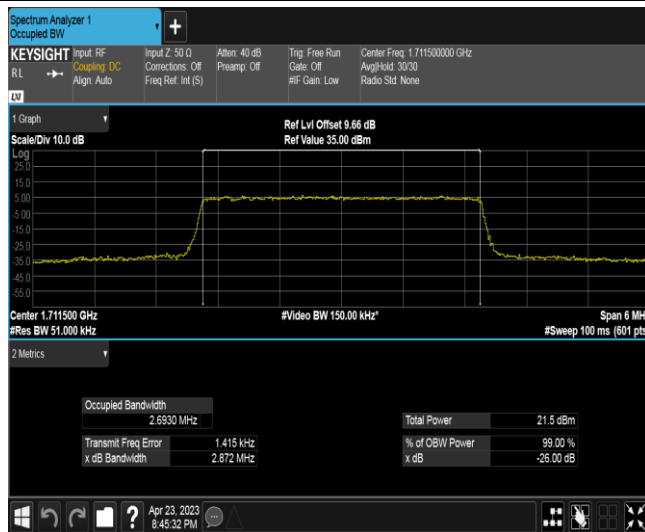 Spectrum Analyzer 1
Occupied BW
+
KEYSIGHT Input: RF Input Z: 50 Ω Atten: 40 dB Trig: Free Run Center Freq: 1.711500000 GHz
RL Coupling: DC Corrections: Off Preamp: Off Gate: Off Avg|Hold: 30/30
Align: Auto Freq Ref: Int (S) #IF Gain: Low Radio Std: None
LXI
1 Graph
Ref Lvl Offset 9.66 dB
Scale/Div 10.0 dB Ref Value 35.00 dBm
Log
25.0
15.0
5.00
-5.00
-15.0
-25.0
-35.0
-45.0
-55.0
Center 1.711500 GHz #Video BW 150.00 kHz* Span 6 MH
#Res BW 51.000 kHz #Sweep 100 ms (601 pts
2 Metrics
Occupied Bandwidth
2.6930 MHz Total Power 21.5 dBm
Transmit Freq Error 1.415 kHz % of OBW Power 99.00 %
x dB Bandwidth 2.872 MHz x dB -26.00 dB
? Apr 23, 2023
8:45:32 PM